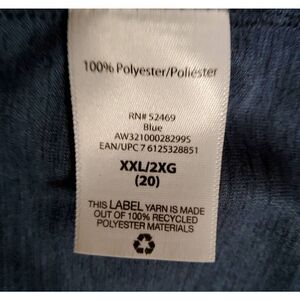 100% Polyester/Poliéster
RN# 52469
Blue
AW321000282995
EAN/UPC 7 6125328851
XXL/2XG
(20)
THIS LABEL YARN IS MADE
OUT OF 100% RECYCLED
POLYESTER MATERIALS